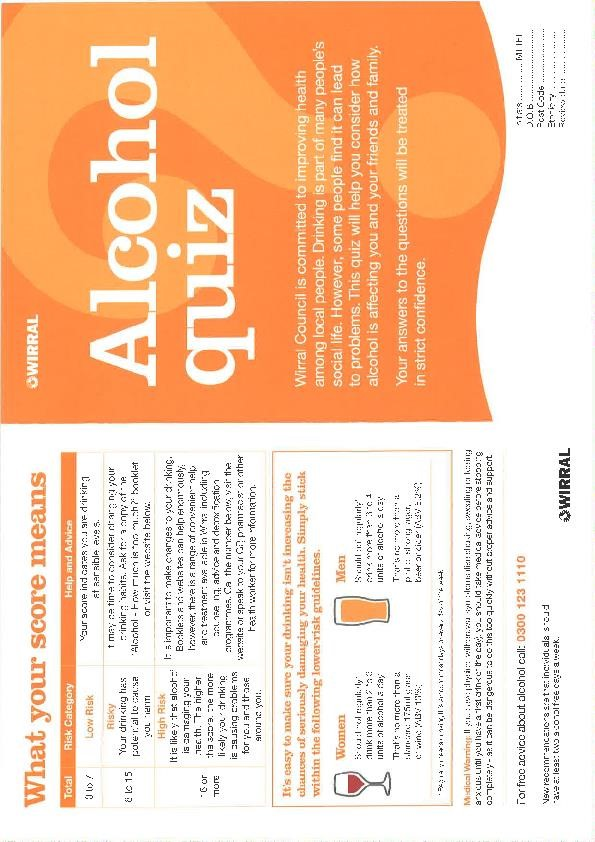 What your score means
Total Risk Category Help and Advice
0 to 7 Low Risk Your score indicates you are drinking
at sensible levels.
8 to 15 Risky
Your drinking has
potential to cause
you harm
It may be time to consider changing your
drinking habits. Ask for a copy of the
'Alcohol - How much is too much?' booklet
or visit the website below.
16 or
more
High Risk
It is likely that alcohol
is damaging your
health. The higher
the score, the more
likely your drinking
is causing problems
for you and those
around you.
It is important to make changes to your drinking.
Booklets and websites can help enormously,
however, there is a range of convenient help
and treatment available in Wirral including
counselling, advice and detoxification
programmes. Call the number below, visit the
website or speak to your GP, pharmacist or other
health worker for more information.
It's easy to make sure your drinking isn't increasing the
chances of seriously damaging your health. Simply stick
within the following lower-risk guidelines.
Women
Should not regularly*
drink more than 2 to 3
units of alcohol a day
That's no more than a
standard 175ml glass
of wine (ABV 13%)
Men
Should not regularly*
drink more than 3 to 4
units of alcohol a day
That's no more than a
pint of strong lager,
beer or cider (ABV 5.2%)
Medical Warning: If you have physical withdrawal symptoms (like shaking, sweating or feeling
anxious until you have a first drink of the day), you should take medical advice before stopping
completely - as it can be dangerous to do this too quickly without proper advice and support.
For free advice about alcohol call: 0300 123 1110
New recommendations are that individuals should
have at least two alcohol free days a week.
WIRRAL
WIRRAL
Alcohol
quiz
Wirral Council is committed to improving health
among local people. Drinking is part of many people's
social life. However, some people find it can lead
to problems. This quiz will help you consider how
alcohol is affecting you and your friends and family.
Your answers to the questions will be treated
in strict confidence.
Initials ............ M☐ F☐
D.O.B. ............
Post Code ............
Ethnicity ............